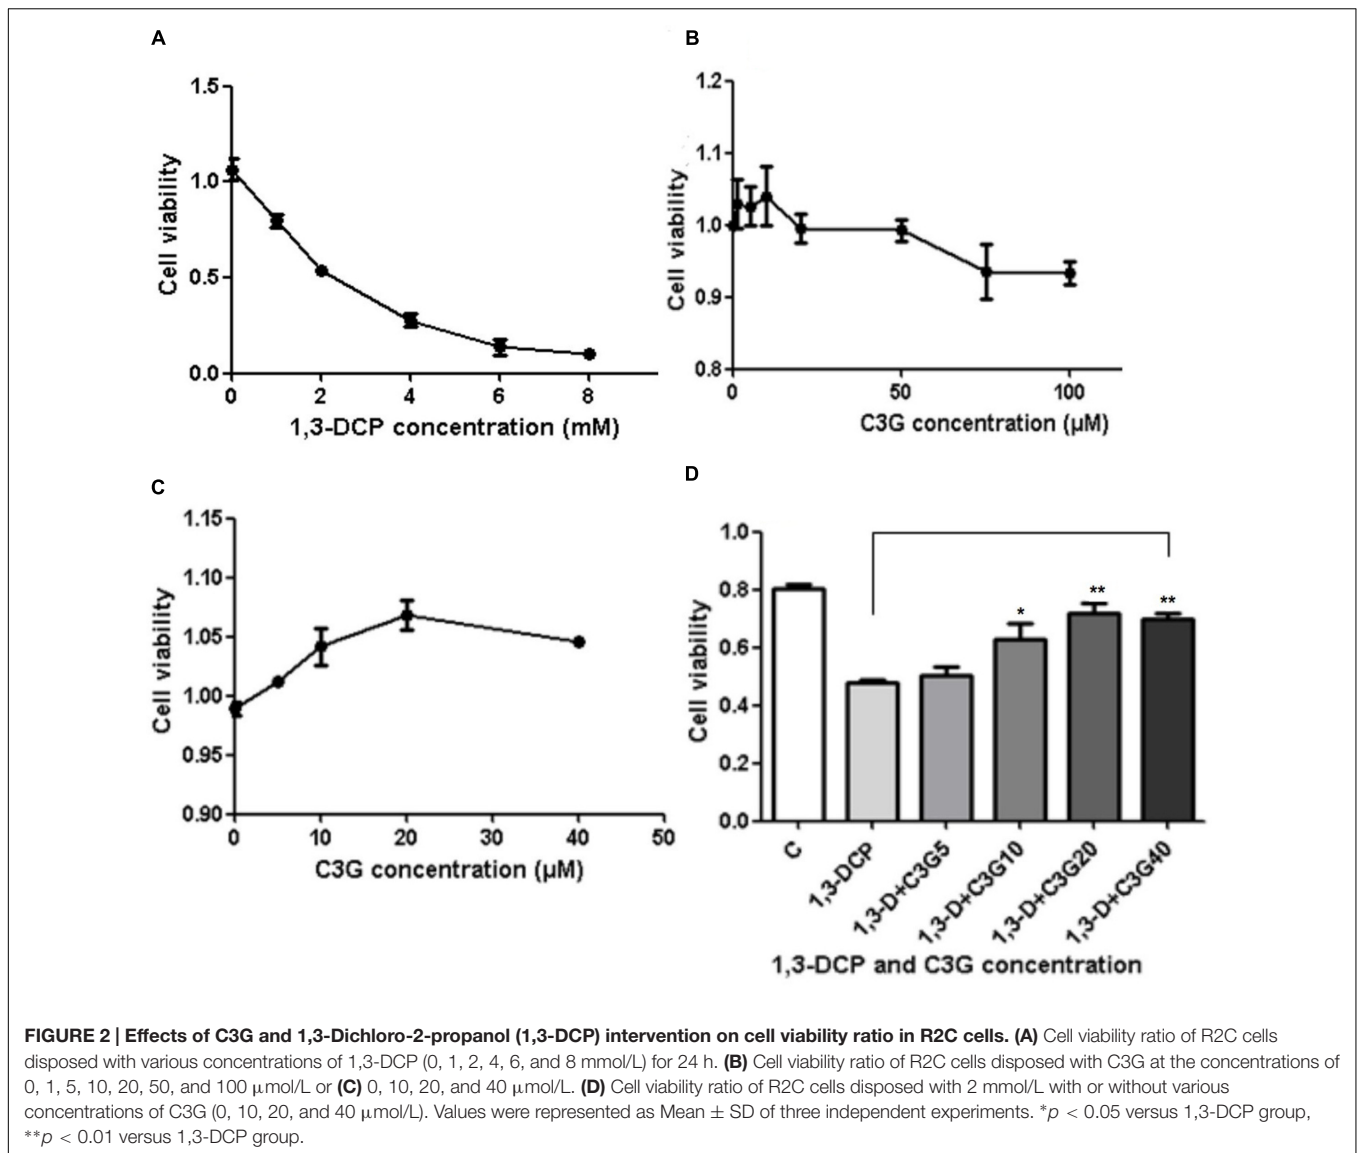 A
1.5
1.0
0.5
0.0
Cell viability
0 2 4 6 8
1,3-DCP concentration (mM)
B
1.2
1.1
1.0
0.9
0.8
Cell viability
0 50 100
C3G concentration (µM)
C
1.15
1.10
1.05
1.00
0.95
0.90
Cell viability
0 10 20 30 40 50
C3G concentration (µM)
D
1.0
0.8
0.6
0.4
0.2
0.0
Cell viability
* ** **
C 1,3-DCP 1,3-D+C3G5 1,3-D+C3G10 1,3-D+C3G20 1,3-D+C3G40
1,3-DCP and C3G concentration
FIGURE 2 | Effects of C3G and 1,3-Dichloro-2-propanol (1,3-DCP) intervention on cell viability ratio in R2C cells. (A) Cell viability ratio of R2C cells
disposed with various concentrations of 1,3-DCP (0, 1, 2, 4, 6, and 8 mmol/L) for 24 h. (B) Cell viability ratio of R2C cells disposed with C3G at the concentrations of
0, 1, 5, 10, 20, 50, and 100 µmol/L or (C) 0, 10, 20, and 40 µmol/L. (D) Cell viability ratio of R2C cells disposed with 2 mmol/L with or without various
concentrations of C3G (0, 10, 20, and 40 µmol/L). Values were represented as Mean ± SD of three independent experiments. *p < 0.05 versus 1,3-DCP group,
**p < 0.01 versus 1,3-DCP group.